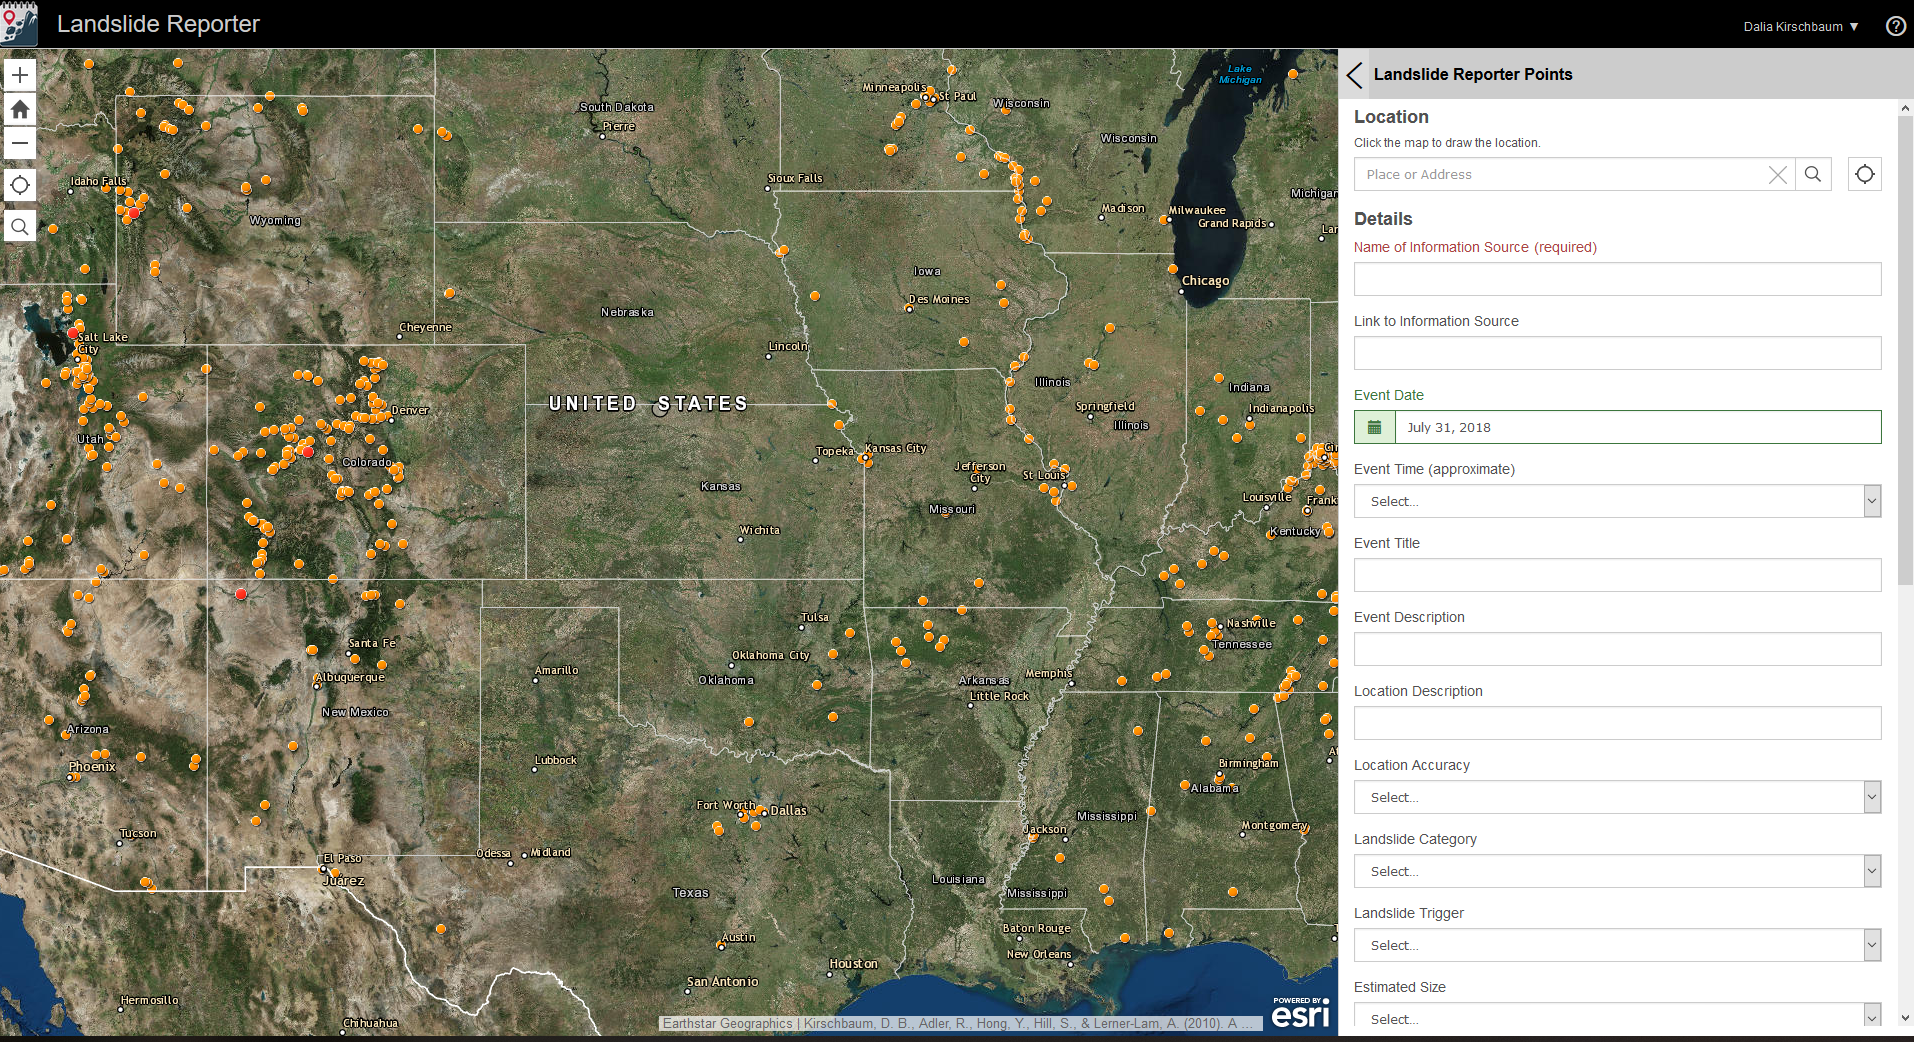 Landslide Reporter
Dalia Kirschbaum ▼
?
Landslide Reporter Points
Location
Click the map to draw the location.
Place or Address
Details
Name of Information Source (required)
Link to Information Source
Event Date
July 31, 2018
Event Time (approximate)
Select...
Event Title
Event Description
Location Description
Location Accuracy
Select...
Landslide Category
Select...
Landslide Trigger
Select...
Estimated Size
Select...
Lake
Michigan
Minneapolis
St Paul
Wisconsin
South Dakota
Pierre
Wisconsin
Idaho Falls
Sioux Falls
Michigan
Wyoming
Madison
Milwaukee
Grand Rapids
Lan
Iowa
Chicago
Des Moines
Nebraska
Cheyenne
Salt Lake
City
Lincoln
Illinois
Indiana
UNITED STATES
Denver
Springfield
Indianapolis
Illinois
Utah
Topeka
Kansas City
Cin
Colorado
Jefferson
City
St Louis
Kansas
Louisville
Frank
Missouri
Wichita
Kentucky
Tulsa
Nashville
Santa Fe
Tennessee
Oklahoma City
Amarillo
Albuquerque
Oklahoma
Arkansas
Memphis
Little Rock
New Mexico
Arizona
Lubbock
Phoenix
Birmingham
At
Alabama
Fort Worth
Dallas
Mississippi
Tucson
Jackson
Montgomery
El Paso
Odessa
Midland
Juarez
Texas
Louisiana
Mississippi
Baton Rouge
T
Austin
New Orleans
Houston
San Antonio
Hermosillo
Chihuahua
POWERED BY
esri
Earthstar Geographics | Kirschbaum, D. B., Adler, R., Hong, Y., Hill, S., & Lerner-Lam, A. (2010). A ...